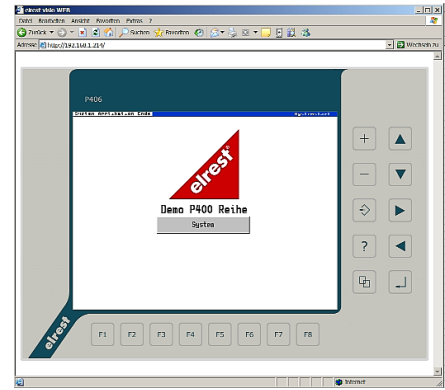 elrest visio WEB
Datei Bearbeiten Ansicht Favoriten Extras ?
Zurück Suchen Favoriten
Adresse http://192.168.1.214/ Wechseln zu
P406
elrest
Demo P400 Reihe
System
+
-
?
elrest
F1 F2 F3 F4 F5 F6 F7 F8
Internet